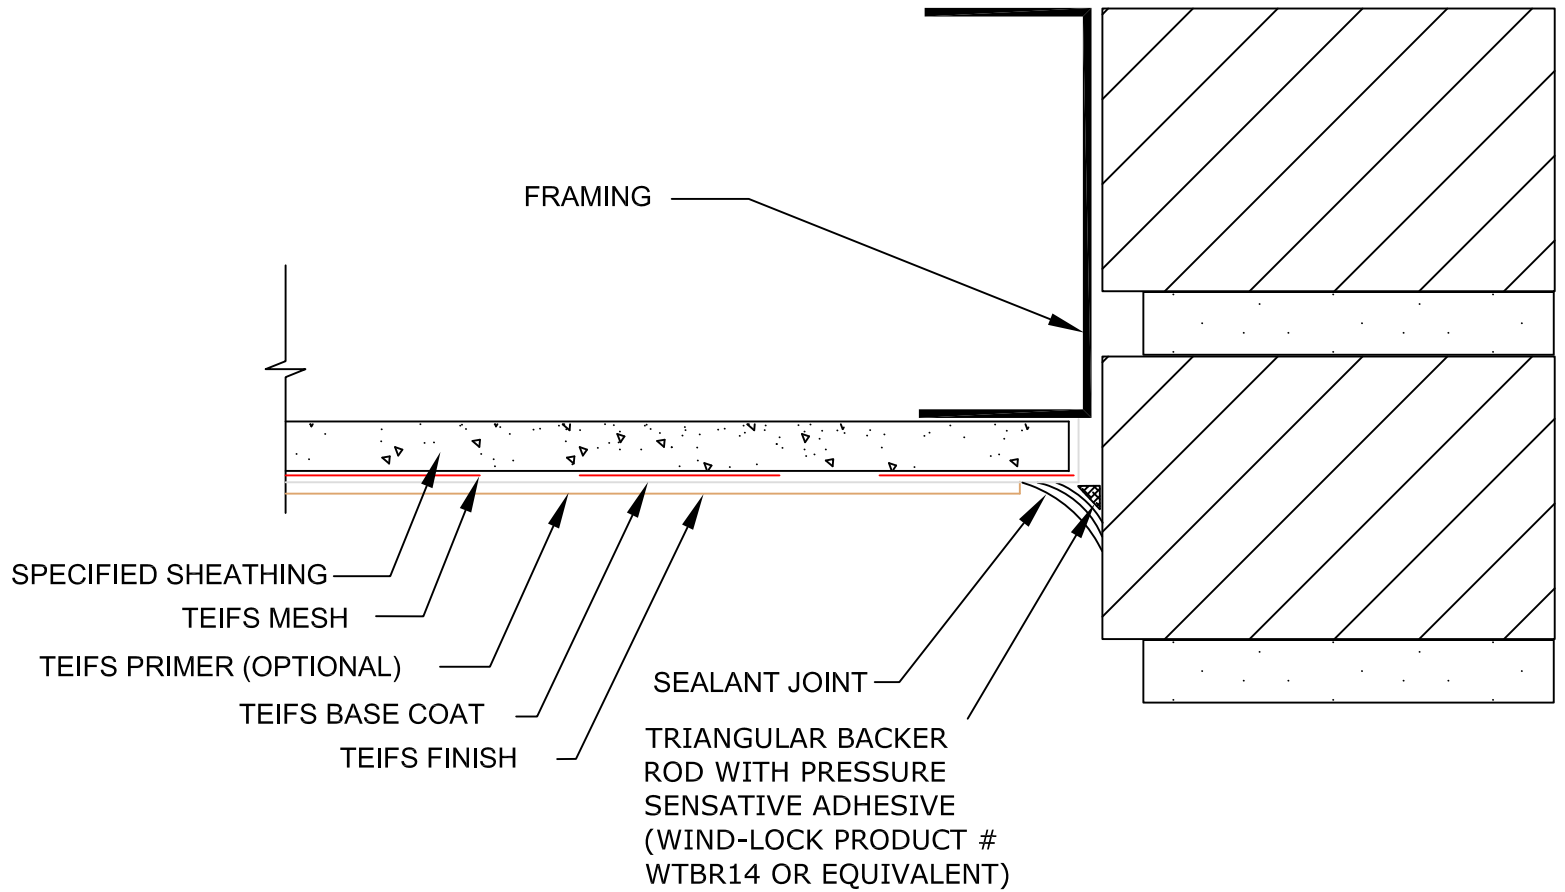 FRAMING
SPECIFIED SHEATHING
TEIFS MESH
TEIFS PRIMER (OPTIONAL)
TEIFS BASE COAT
TEIFS FINISH
SEALANT JOINT
TRIANGULAR BACKER
ROD WITH PRESSURE
SENSATIVE ADHESIVE
(WIND-LOCK PRODUCT #
WTBR14 OR EQUIVALENT)